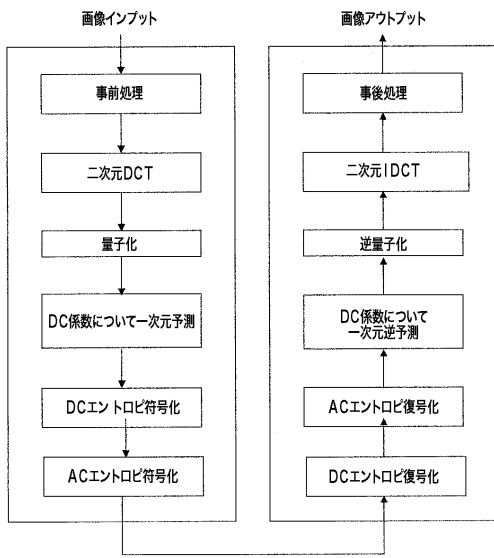 画像インプット
事前処理
二次元DCT
量子化
DC係数について一次元予測
DCエントロピ符号化
ACエントロピ符号化
画像アウトプット
事後処理
二次元IDCT
逆量子化
DC係数について
一次元逆予測
ACエントロピ復号化
DCエントロピ復号化